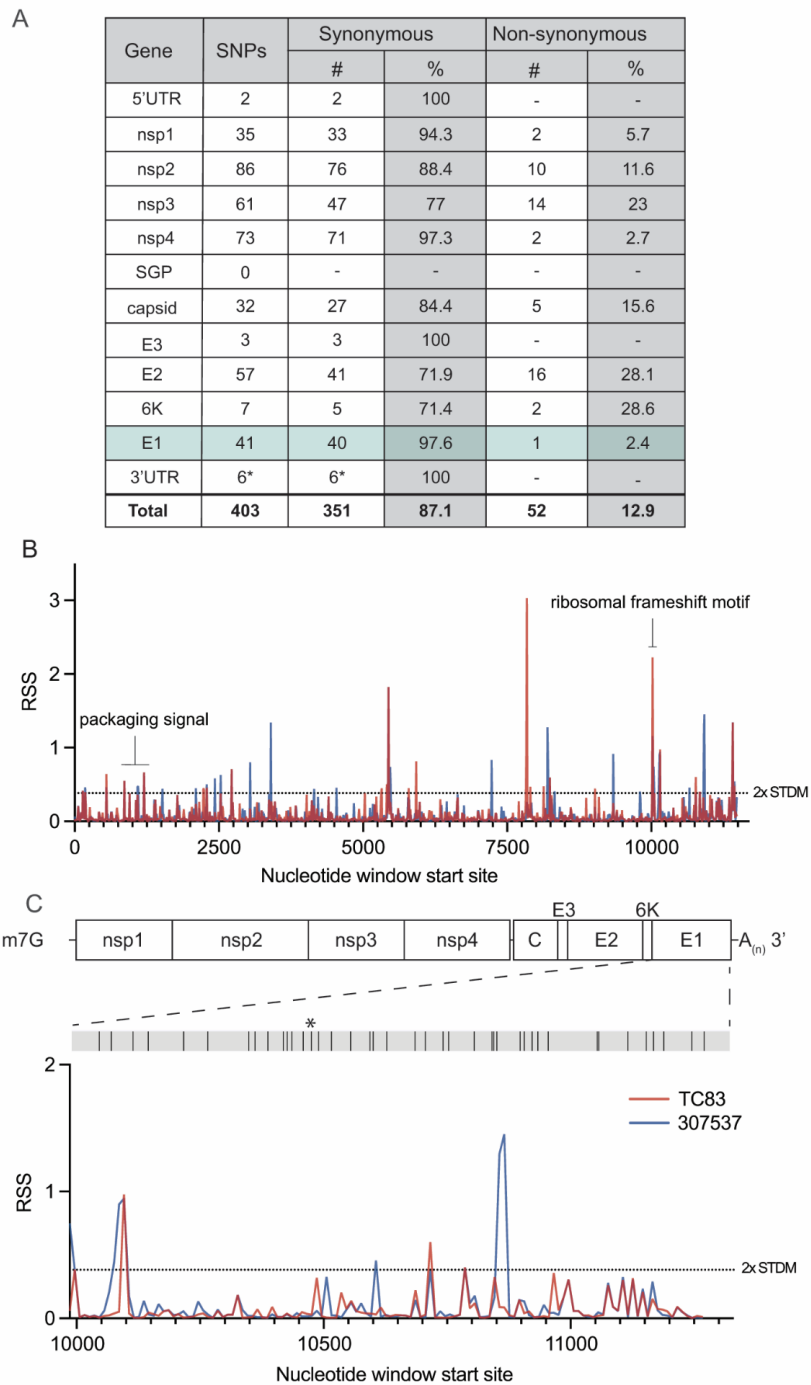 A
Gene SNPs Synonymous Non-synonymous
# % # %
5'UTR 2 2 100 - -
nsp1 35 33 94.3 2 5.7
nsp2 86 76 88.4 10 11.6
nsp3 61 47 77 14 23
nsp4 73 71 97.3 2 2.7
SGP 0 - - - -
capsid 32 27 84.4 5 15.6
E3 3 3 100 - -
E2 57 41 71.9 16 28.1
6K 7 5 71.4 2 28.6
E1 41 40 97.6 1 2.4
3'UTR 6* 6* 100 - -
Total 403 351 87.1 52 12.9
B
3
2
1
0
RSS
packaging signal
ribosomal frameshift motif
2x STDM
0 2500 5000 7500 10000
Nucleotide window start site
C
E3 6K
m7G nsp1 nsp2 nsp3 nsp4 C E2 E1 A(n) 3'
*
2
1
0
RSS
TC83
307537
2x STDM
10000 10500 11000
Nucleotide window start site